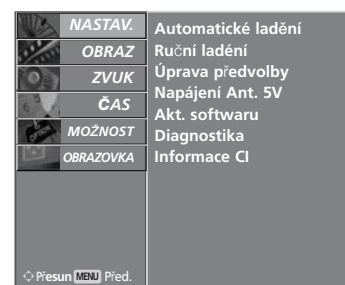 NASTAV.
OBRAZ
ZVUK
ČAS
MOŽNOST
OBRAZOVKA
Přesun MENU Před.
Automatické ladění
Ruční ladéní
Úprava předvolby
Napájení Ant. 5V
Akt. softwaru
Diagnostika
Informace CI